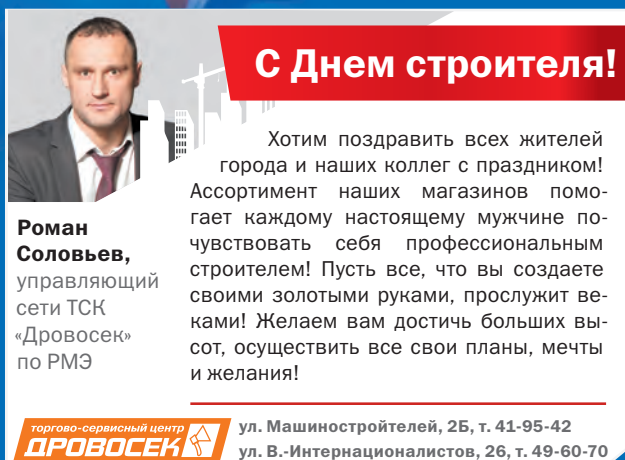 С Днем строителя!
Хотим поздравить всех жителей
города и наших коллег с праздником!
Ассортимент наших магазинов помо-
гает каждому настоящему мужчине по-
чувствовать себя профессиональным
строителем! Пусть все, что вы создаете
своими золотыми руками, прослужит ве-
ками! Желаем вам достичь больших вы-
сот, осуществить все свои планы, мечты
и желания!
Роман
Соловьев,
управляющий
сети ТСК
«Дровосек»
по РМЭ
торгово-сервисный центр
ДРОВОСЕК
ул. Машиностроителей, 2Б, т. 41-95-42
ул. В.-Интернационалистов, 26, т. 49-60-70